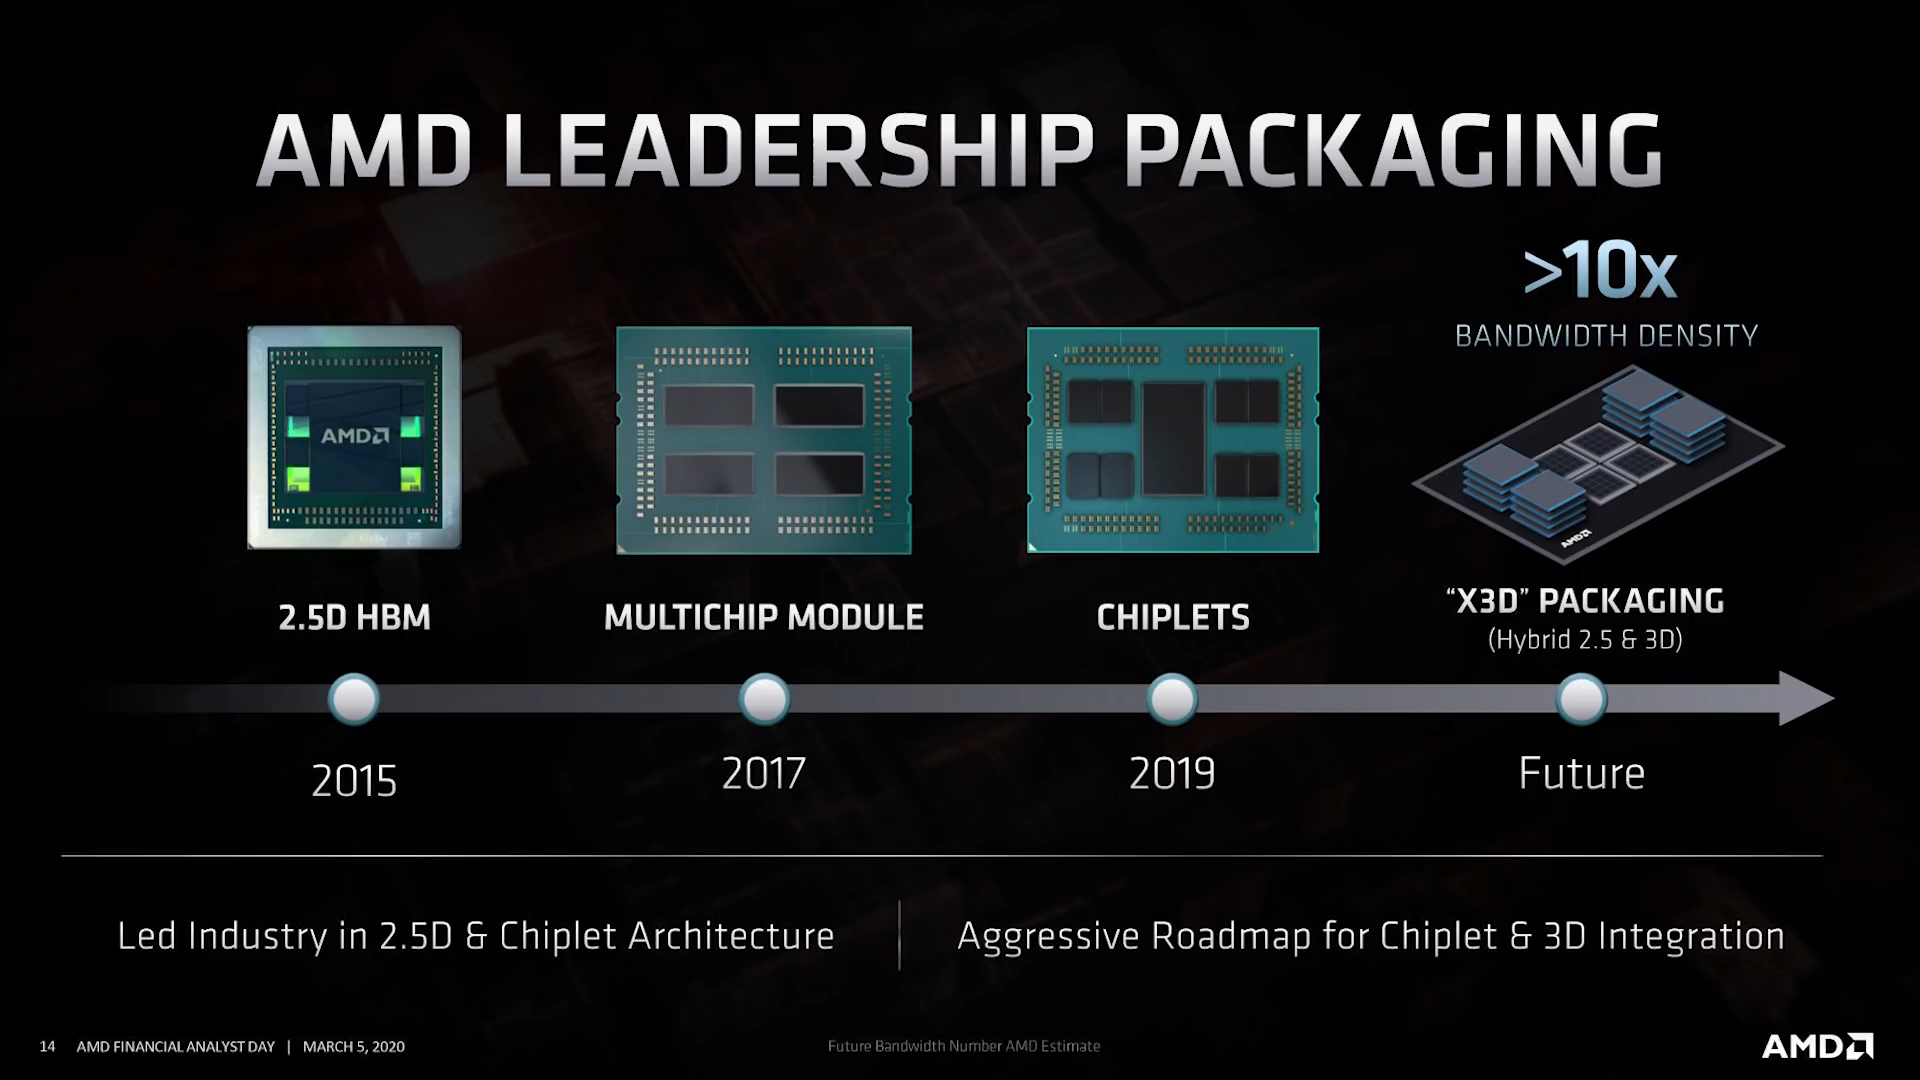 AMD LEADERSHIP PACKAGING
>10x
BANDWIDTH DENSITY
AMD
AMD
2.5D HBM
MULTICHIP MODULE
CHIPLETS
“X3D” PACKAGING
(Hybrid 2.5 & 3D)
2015
2017
2019
Future
Led Industry in 2.5D & Chiplet Architecture
Aggressive Roadmap for Chiplet & 3D Integration
14 AMD FINANCIAL ANALYST DAY | MARCH 5, 2020
Future Bandwidth Number AMD Estimate
AMD